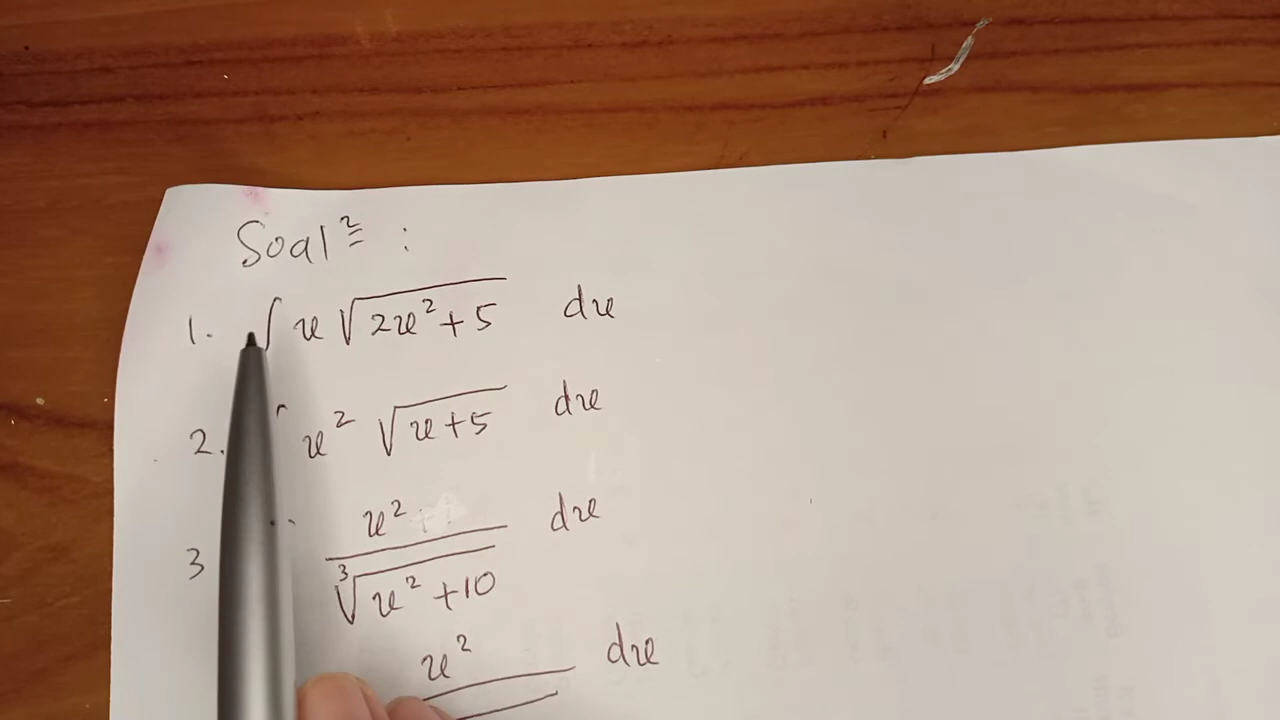 Soal² :
1. ∫ x √(2x² + 5) dx
2. ∫ x² √(x+5) dx
3 x² / ∛(x² + 10) dx
x² dx